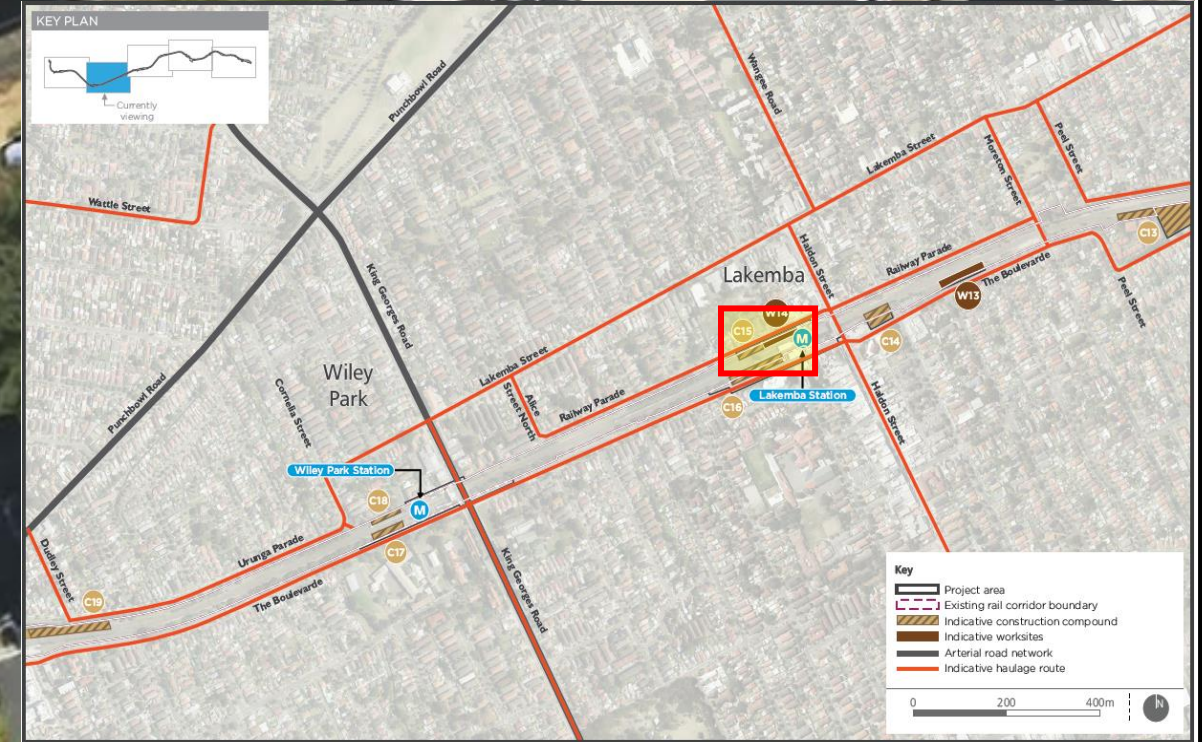 KEY PLAN
Currently
viewing
Punchbowl Road
Wangee Road
Lakemba Street
Moreton Street
Peel Street
Wattle Street
C13
King Georges Road
Haldon Street
Railway Parade
The Boulevarde
Lakemba
W13
Peel Street
W14
C15
M
C14
Wiley
Park
Lakemba Street
Alice
Street North
Railway Parade
C16
Lakemba Station
Haldon Street
Cornelia Street
Punchbowl Road
Wiley Park Station
C18
M
C17
Urunga Parade
The Boulevarde
King Georges Road
Dudley Street
C19
Key
Project area
Existing rail corridor boundary
Indicative construction compound
Indicative worksites
Arterial road network
Indicative haulage route
0 200 400m
N